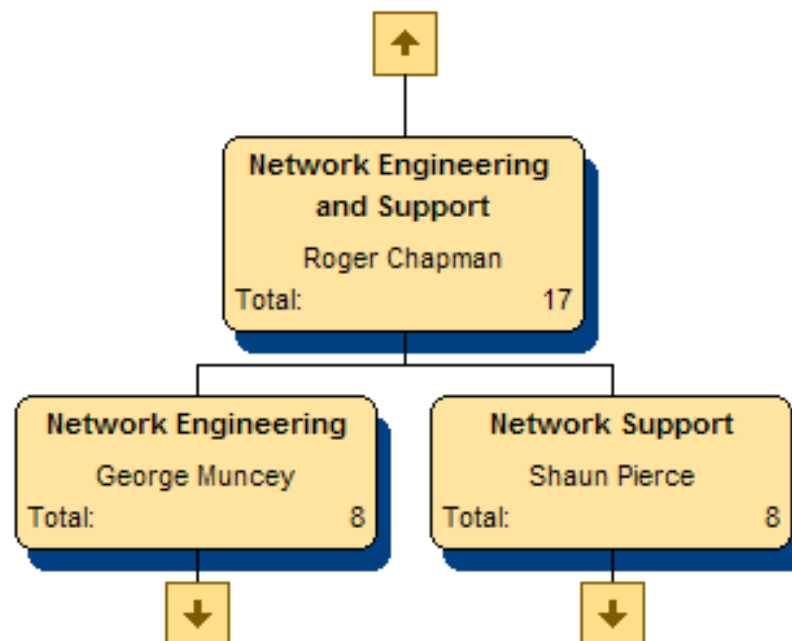 Network Engineering
and Support
Roger Chapman
Total: 17
Network Engineering
George Muncey
Total: 8
Network Support
Shaun Pierce
Total: 8